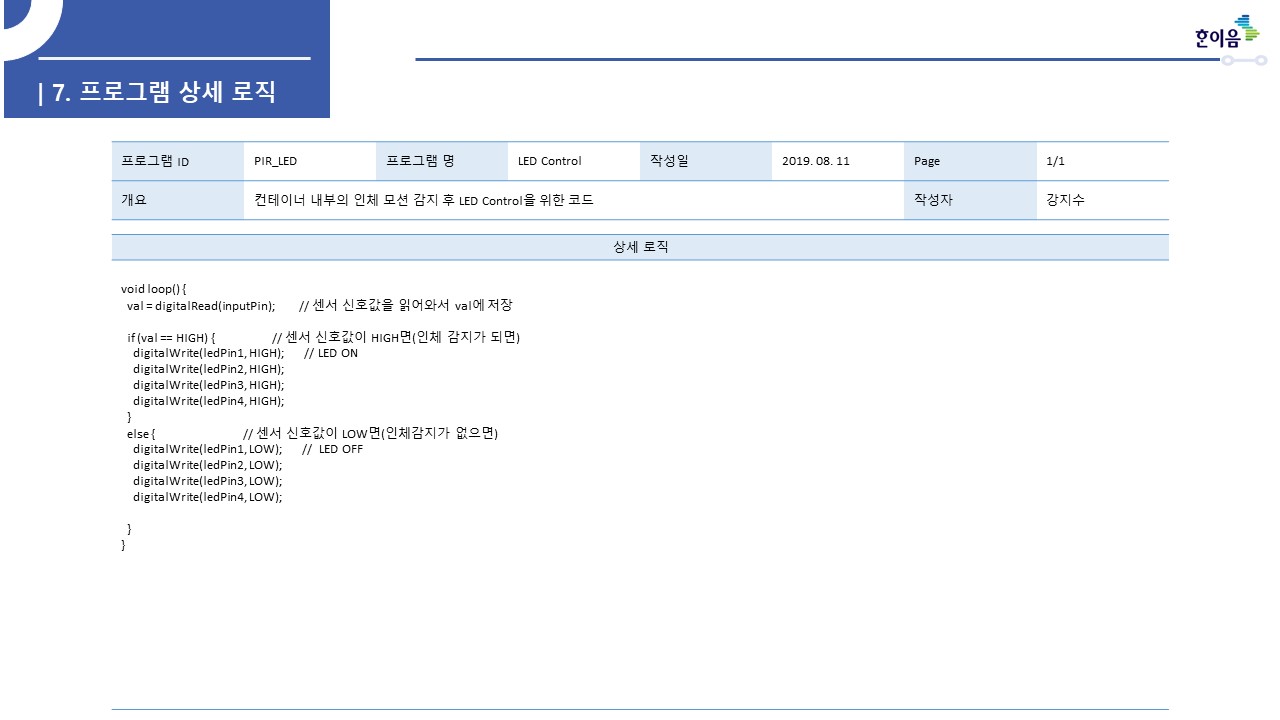 한이음
| 7. 프로그램 상세 로직
프로그램 ID PIR_LED 프로그램 명 LED Control 작성일 2019. 08. 11 Page 1/1
개요 컨테이너 내부의 인체 모션 감지 후 LED Control을 위한 코드 작성자 강지수
상세 로직
void loop() {
val = digitalRead(inputPin); // 센서 신호값을 읽어와서 val에 저장
if (val == HIGH) { // 센서 신호값이 HIGH면(인체 감지가 되면)
digitalWrite(ledPin1, HIGH); // LED ON
digitalWrite(ledPin2, HIGH);
digitalWrite(ledPin3, HIGH);
digitalWrite(ledPin4, HIGH);
}
else { // 센서 신호값이 LOW면(인체감지가 없으면)
digitalWrite(ledPin1, LOW); // LED OFF
digitalWrite(ledPin2, LOW);
digitalWrite(ledPin3, LOW);
digitalWrite(ledPin4, LOW);
}
}